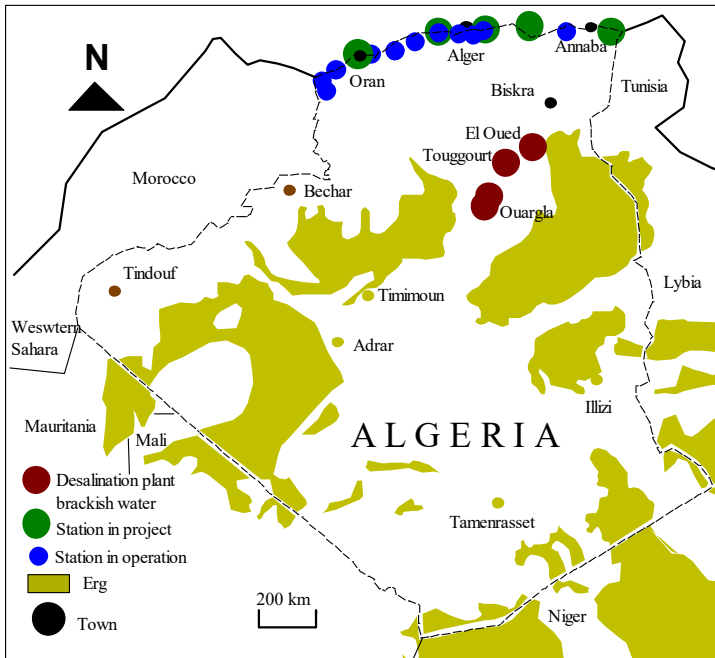 N
Oran
Alger
Annaba
Tunisia
Biskra
El Oued
Touggourt
Morocco
Bechar
Ouargla
Tindouf
Timimoun
Lybia
Weswtern
Sahara
Adrar
Illizi
Mauritania
Mali
ALGERIA
Desalination plant
brackish water
Station in project
Tamenrasset
Station in operation
Erg
200 km
Niger
Town